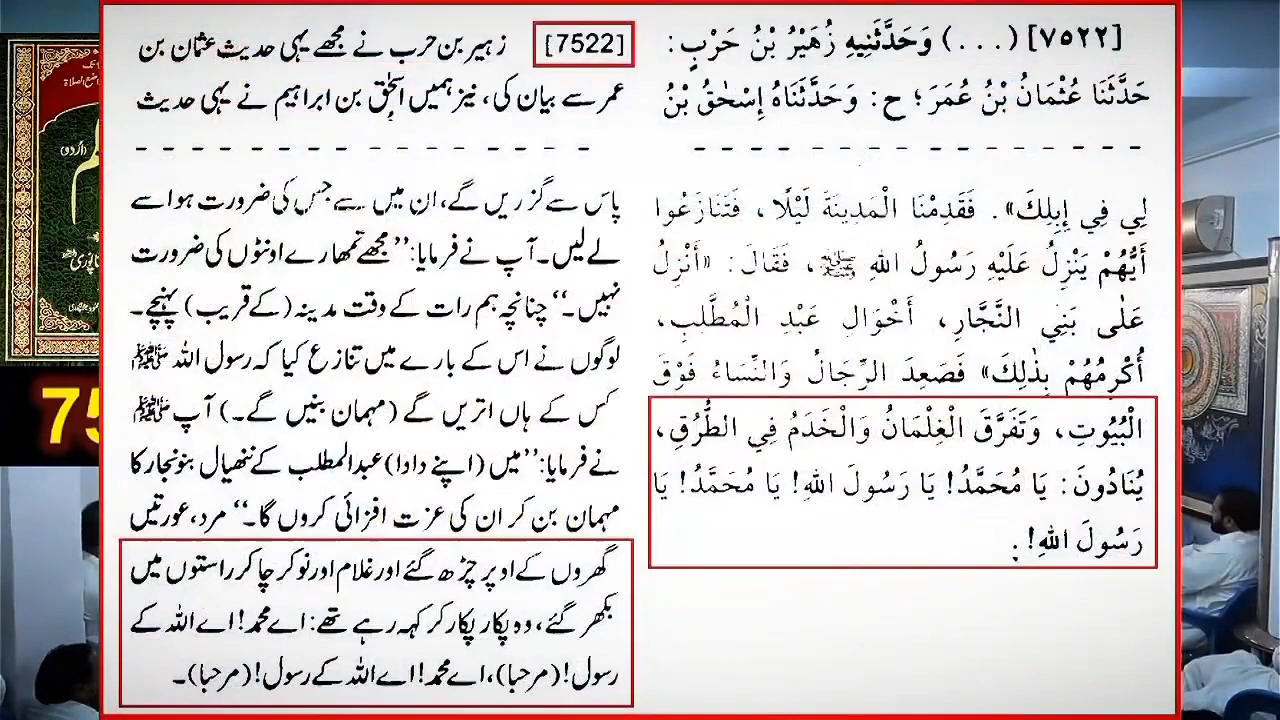 [٧٥٢٢] (...) وَحَدَّثَنِيهِ زُهَيْرُ بْنُ حَرْبٍ:
حَدَّثَنَا عُثْمَانُ بْنُ عُمَرَ؛ ح: وَحَدَّثَنَاهُ إِسْحٰقُ بْنُ
لِي فِي إِبِلِكَ». فَقَدِمْنَا الْمَدِينَةَ لَيْلًا، فَتَنَازَعُوا
أَيُّهُمْ يَنْزِلُ عَلَيْهِ رَسُولُ اللهِ ﷺ، فَقَالَ: «أَنْزِلُ
عَلٰى بَنِي النَّجَّارِ، أَخْوَالِ عَبْدِ الْمُطَّلِبِ،
أُكْرِمُهُمْ بِذٰلِكَ» فَصَعِدَ الرِّجَالُ وَالنِّسَاءُ فَوْقَ
الْبُيُوتِ، وَتَفَرَّقَ الْغِلْمَانُ وَالْخَدَمُ فِي الطُّرُقِ،
يُنَادُونَ: يَا مُحَمَّدُ! يَا رَسُولَ اللهِ! يَا مُحَمَّدُ! يَا
رَسُولَ اللهِ!
[7522] زہیر بن حرب نے مجھے یہی حدیث عثمان بن
عمر سے بیان کی، نیز ہمیں اسحٰق بن ابراہیم نے یہی حدیث
پاس سے گزریں گے، ان میں سے جس کی ضرورت ہو اسے
لے لیں۔ آپ نے فرمایا: ’’مجھے تمھارے اونٹوں کی ضرورت
نہیں۔‘‘ چنانچہ ہم رات کے وقت مدینہ (کے قریب) پہنچے۔
لوگوں نے اس کے بارے میں تنازع کیا کہ رسول اللہ ﷺ
کس کے ہاں اتریں گے (مہمان بنیں گے۔) آپ ﷺ
نے فرمایا: ’’میں (اپنے دادا) عبدالمطلب کے ننھیال بنو نجار کا
مہمان بن کر ان کی عزت افزائی کروں گا۔‘‘ مرد، عورتیں
گھروں کے اوپر چڑھ گئے اور غلام اور نوکر چاکر راستوں میں
بکھر گئے، وہ پکار پکار کر کہہ رہے تھے: اے محمد! اے اللہ کے
رسول! (مرحبا)، اے محمد! اے اللہ کے رسول! (مرحبا)۔
(اردو)
75